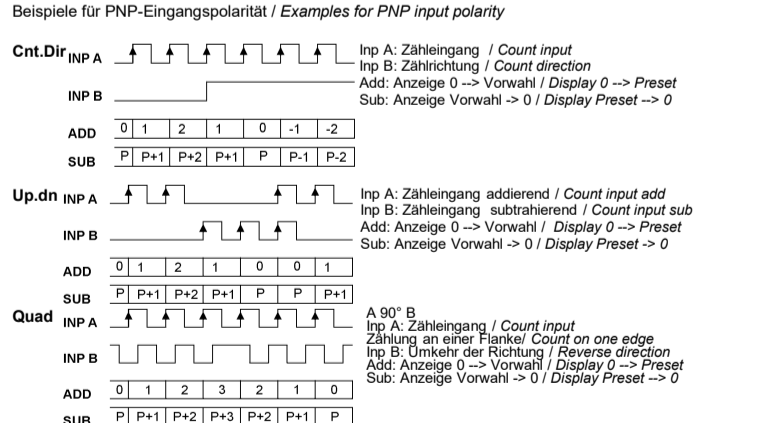 Beispiele für PNP-Eingangspolarität / Examples for PNP input polarity
Cnt.Dir INP A
Inp A: Zähleingang / Count input
Inp B: Zählrichtung / Count direction
INP B
Add: Anzeige 0 --> Vorwahl / Display 0 --> Preset
Sub: Anzeige Vorwahl -> 0 / Display Preset --> 0
ADD 0 1 2 1 0 -1 -2
SUB P P+1 P+2 P+1 P P-1 P-2
Up.dn INP A
Inp A: Zähleingang addierend / Count input add
Inp B: Zähleingang subtrahierend / Count input sub
INP B
Add: Anzeige 0 --> Vorwahl / Display 0 --> Preset
Sub: Anzeige Vorwahl -> 0 / Display Preset -> 0
ADD 0 1 2 1 0 0 1
SUB P P+1 P+2 P+1 P P P+1
Quad INP A
A 90° B
Inp A: Zähleingang / Count input
Zählung an einer Flanke/ Count on one edge
INP B
Inp B: Umkehr der Richtung / Reverse direction
Add: Anzeige 0 --> Vorwahl / Display 0 --> Preset
Sub: Anzeige Vorwahl -> 0 / Display Preset --> 0
ADD 0 1 2 3 2 1 0
SUB P P+1 P+2 P+3 P+2 P+1 P